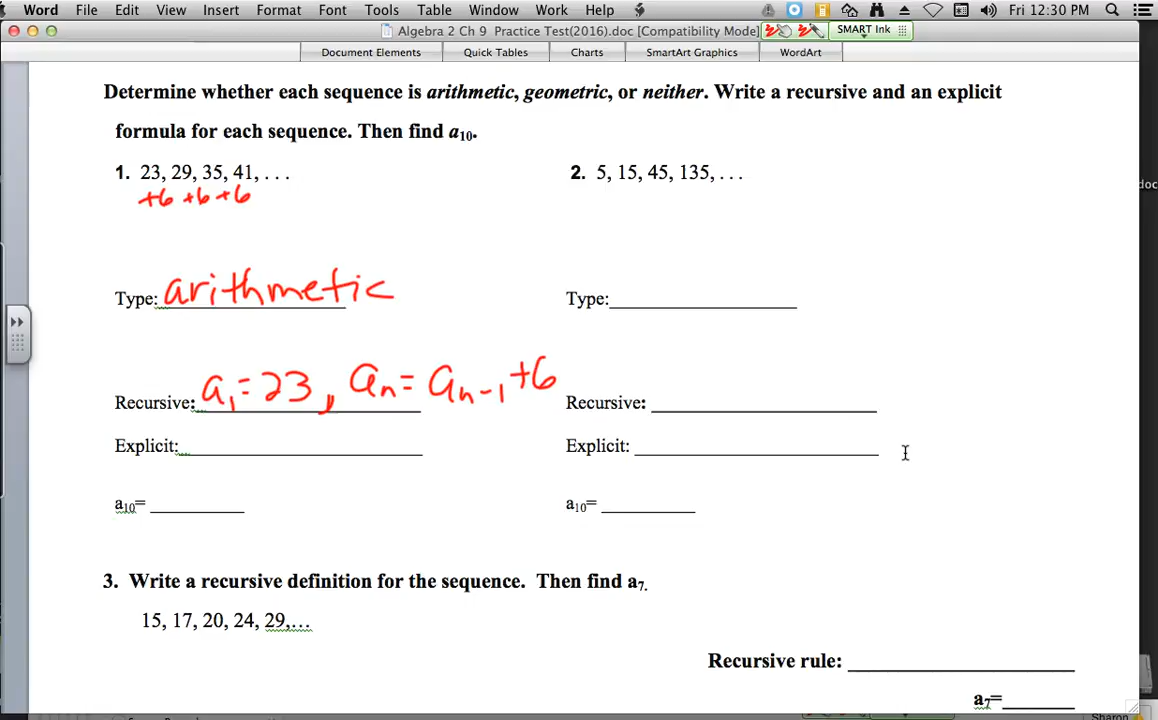 Word File Edit View Insert Format Font Tools Table Window Work Help Fri 12:30 PM
Algebra 2 Ch 9 Practice Test(2016).doc [Compatibility Mode] SMART Ink
Document Elements Quick Tables Charts SmartArt Graphics WordArt
Determine whether each sequence is arithmetic, geometric, or neither. Write a recursive and an explicit
formula for each sequence. Then find a10.
1. 23, 29, 35, 41, . . . 2. 5, 15, 45, 135, . . .
+6 +6 +6
doc
Type: arithmetic Type:
Recursive: a1=23, an= an-1+6 Recursive:
Explicit: Explicit:
a10= a10=
3. Write a recursive definition for the sequence. Then find a7.
15, 17, 20, 24, 29,...
Recursive rule:
a7=
Sharon